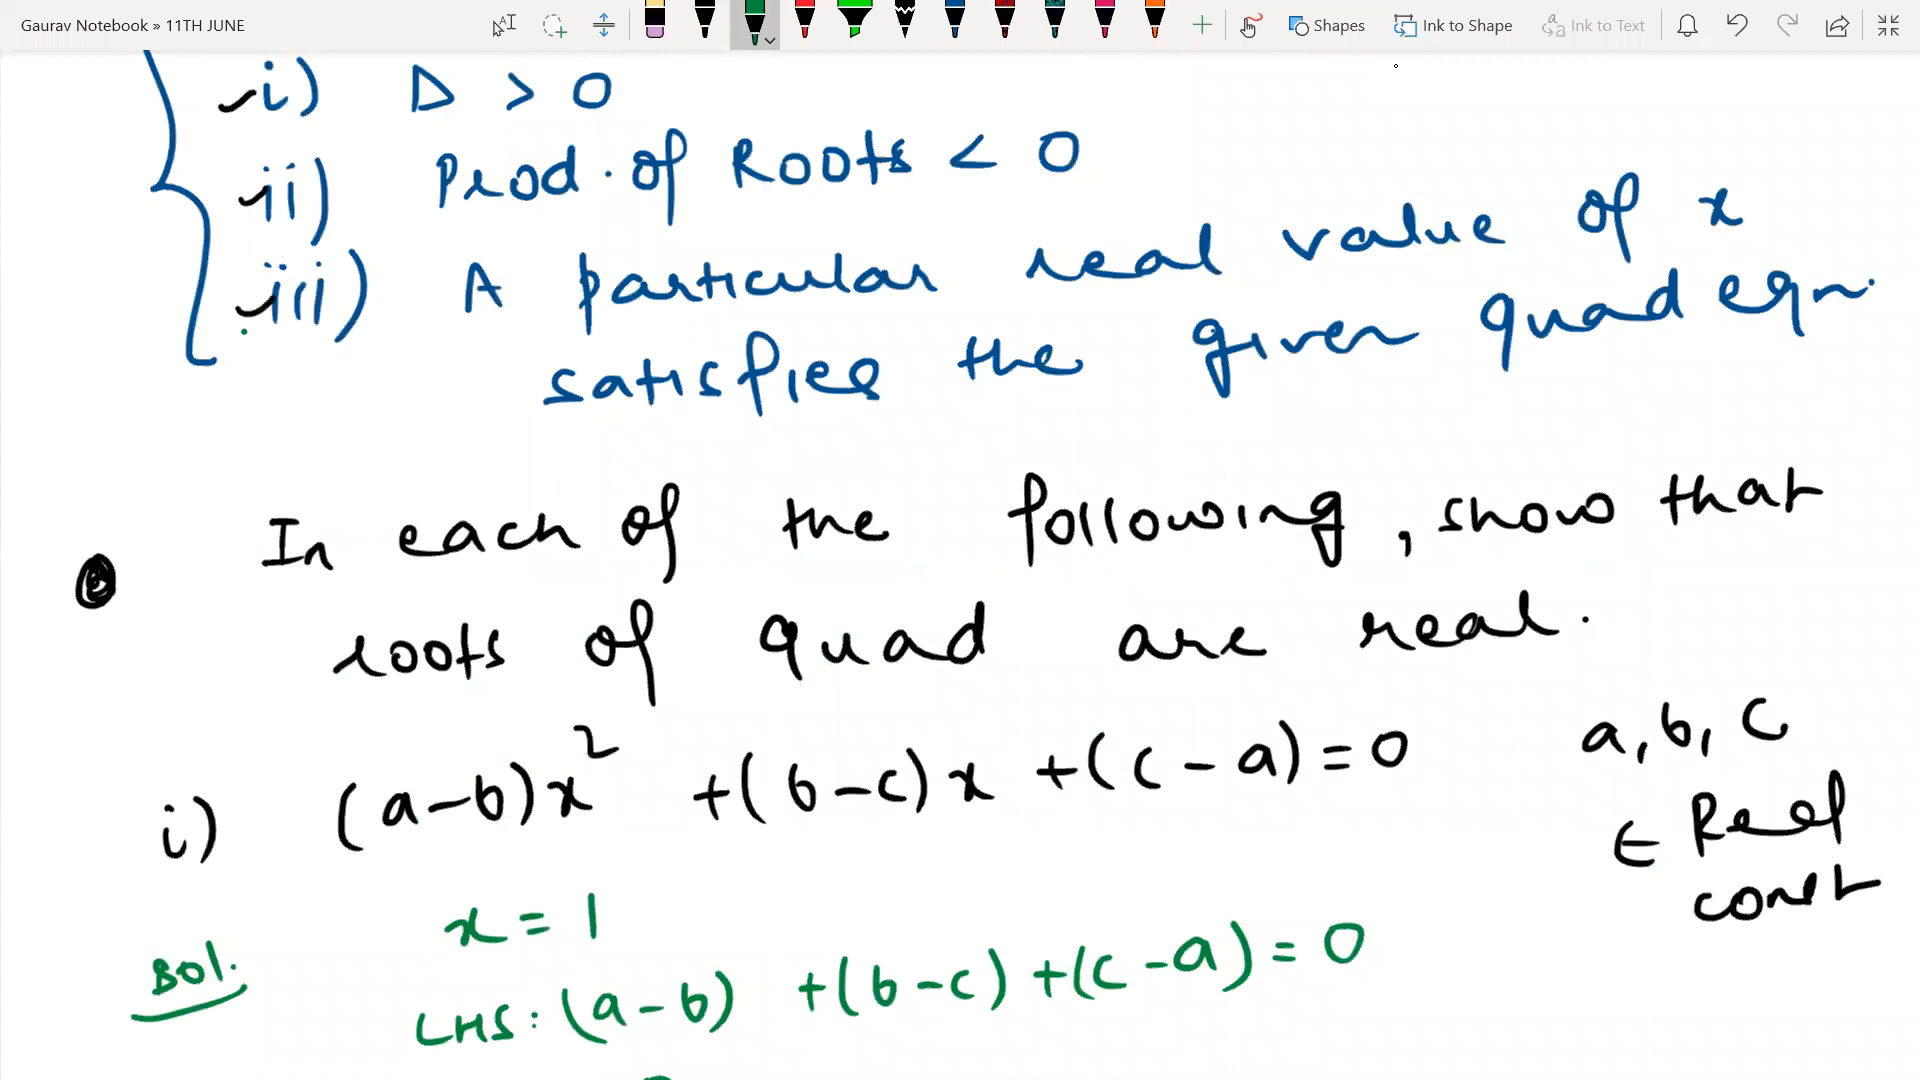 Gaurav Notebook » 11TH JUNE
Shapes
Ink to Shape
Ink to Text
i) D > 0
ii) Prod. of Roots < 0
iii) A particular real value of x
satisfies the given quad eqn.
In each of the following, show that
roots of quad are real.
i) (a-b)x² +(b-c)x +(c-a)=0
a, b, c
∈ Real
const
Sol.
x = 1
LHS: (a-b) +(b-c) +(c-a) = 0